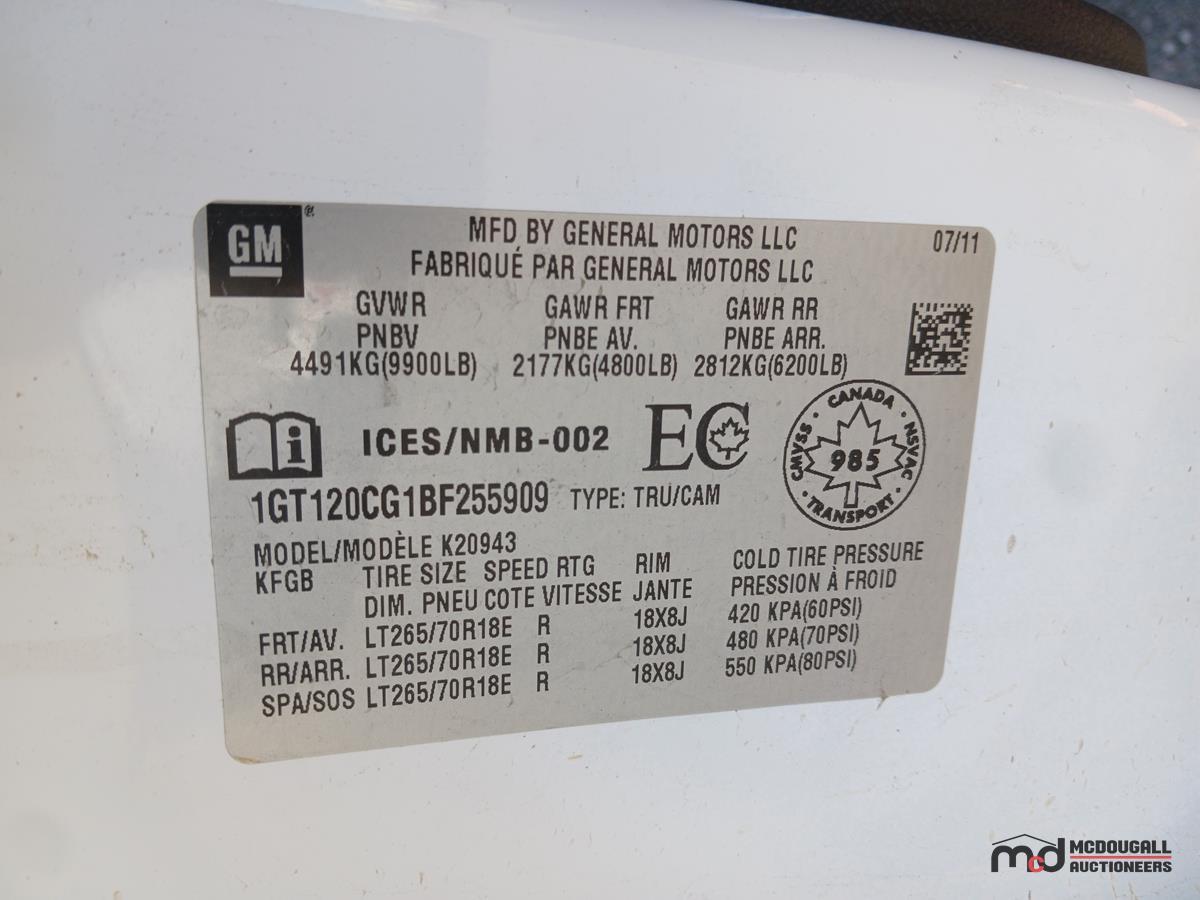 GM®
MFD BY GENERAL MOTORS LLC 07/11
FABRIQUÉ PAR GENERAL MOTORS LLC
GVWR GAWR FRT GAWR RR
PNBV PNBE AV. PNBE ARR.
4491KG(9900LB) 2177KG(4800LB) 2812KG(6200LB)
ICES/NMB-002 EC
CANADA
CMVSS 985 NSVAC
TRANSPORT
1GT120CG1BF255909 TYPE: TRU/CAM
MODEL/MODÈLE K20943
KFGB TIRE SIZE SPEED RTG RIM COLD TIRE PRESSURE
DIM. PNEU COTE VITESSE JANTE PRESSION À FROID
FRT/AV. LT265/70R18E R 18X8J 420 KPA(60PSI)
RR/ARR. LT265/70R18E R 18X8J 480 KPA(70PSI)
SPA/SOS LT265/70R18E R 18X8J 550 KPA(80PSI)
mcd MCDOUGALL
AUCTIONEERS